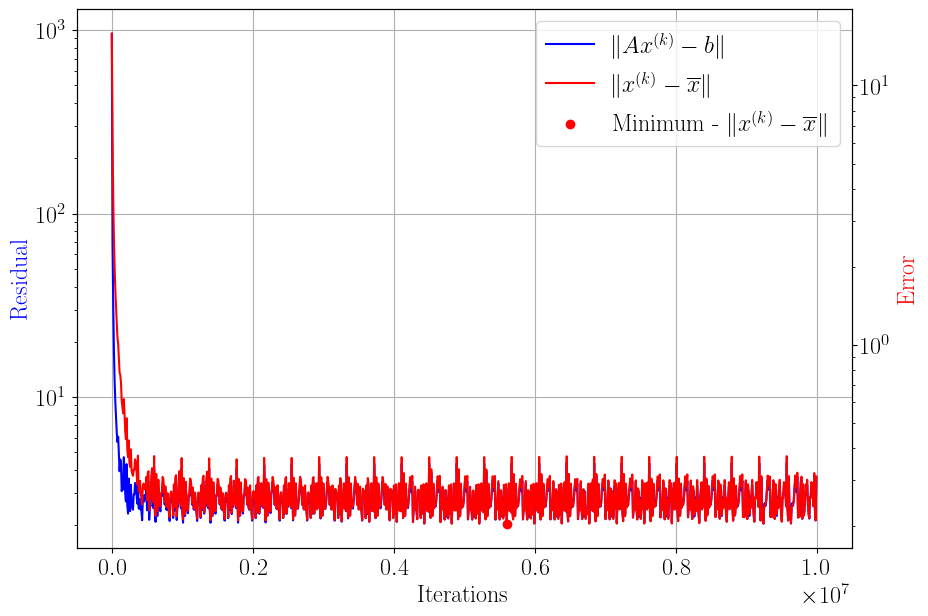 ‖Ax^(k) − b‖
‖x^(k) − x̅‖
Minimum - ‖x^(k) − x̅‖
Residual
10^3
10^2
10^1
Error
10^1
10^0
0.0 0.2 0.4 0.6 0.8 1.0
Iterations
×10^7